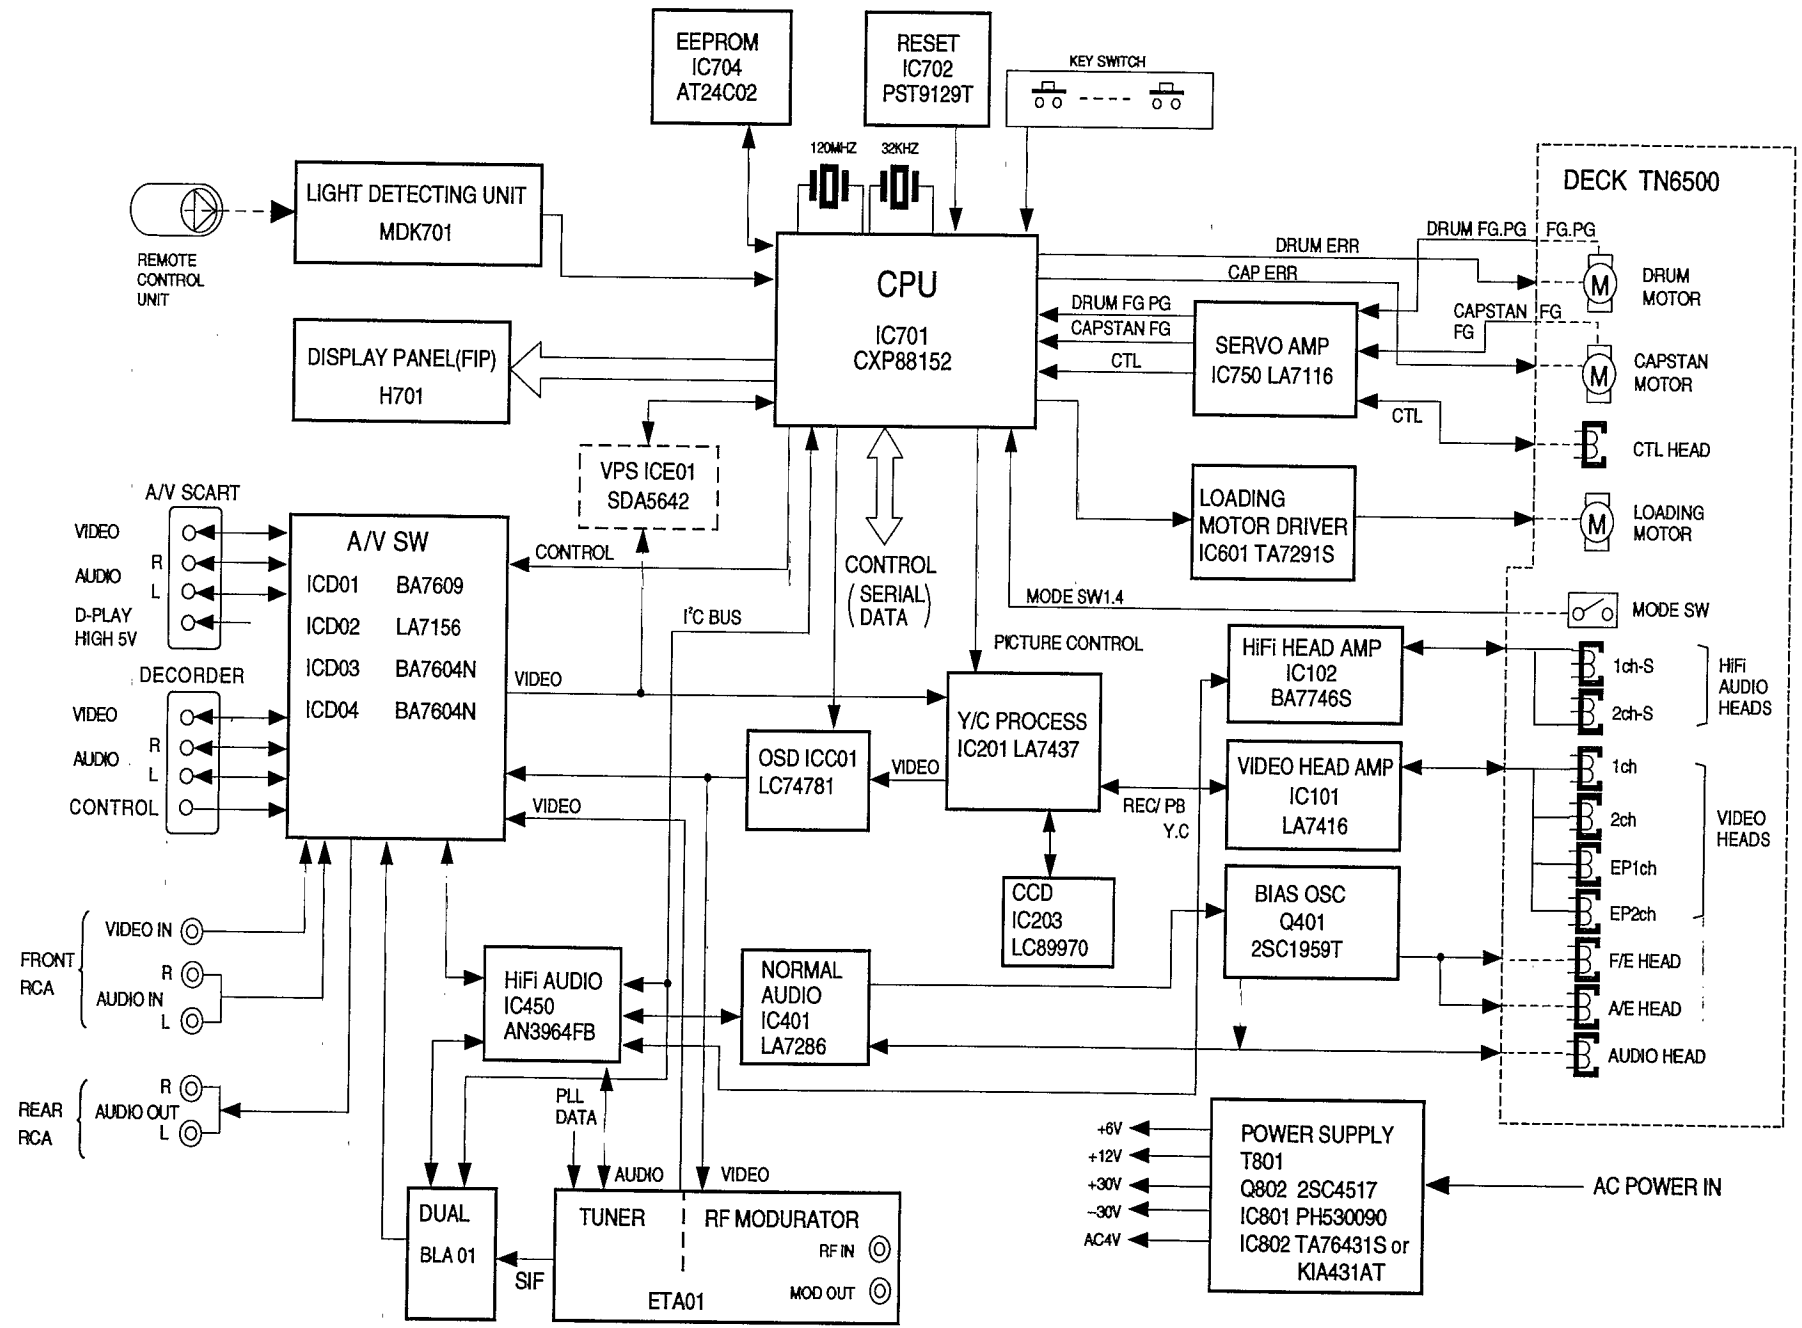 EEPROM
IC704
AT24C02
RESET
IC702
PST9129T
KEY SWITCH
120MHZ
32KHZ
REMOTE
CONTROL
UNIT
LIGHT DETECTING UNIT
MDK701
DISPLAY PANEL(FIP)
H701
CPU
IC701
CXP88152
DRUM ERR
CAP ERR
DRUM FG PG
CAPSTAN FG
CTL
SERVO AMP
IC750 LA7116
DRUM FG.PG
FG.PG
CAPSTAN
FG
FG
CTL
DECK TN6500
M
DRUM
MOTOR
M
CAPSTAN
MOTOR
CTL HEAD
M
LOADING
MOTOR
MODE SW
LOADING
MOTOR DRIVER
IC601 TA7291S
MODE SW1.4
VPS ICE01
SDA5642
CONTROL
I²C BUS
CONTROL
(SERIAL)
DATA
PICTURE CONTROL
A/V SCART
VIDEO
R
AUDIO
L
D-PLAY
HIGH 5V
DECORDER
VIDEO
R
AUDIO
L
CONTROL
A/V SW
ICD01 BA7609
ICD02 LA7156
ICD03 BA7604N
ICD04 BA7604N
VIDEO
VIDEO
OSD ICC01
LC74781
VIDEO
Y/C PROCESS
IC201 LA7437
REC/ PB
Y.C
CCD
IC203
LC89970
HiFi HEAD AMP
IC102
BA7746S
VIDEO HEAD AMP
IC101
LA7416
BIAS OSC
Q401
2SC1959T
1ch-S
2ch-S
HiFi
AUDIO
HEADS
1ch
2ch
EP1ch
EP2ch
VIDEO
HEADS
F/E HEAD
A/E HEAD
AUDIO HEAD
FRONT
RCA
VIDEO IN
R
AUDIO IN
L
REAR
RCA
R
AUDIO OUT
L
HiFi AUDIO
IC450
AN3964FB
NORMAL
AUDIO
IC401
LA7286
PLL
DATA
AUDIO
VIDEO
DUAL
BLA 01
SIF
TUNER
RF MODURATOR
RF IN
MOD OUT
ETA01
+6V
+12V
+30V
–30V
AC4V
POWER SUPPLY
T801
Q802 2SC4517
IC801 PH530090
IC802 TA76431S or
KIA431AT
AC POWER IN